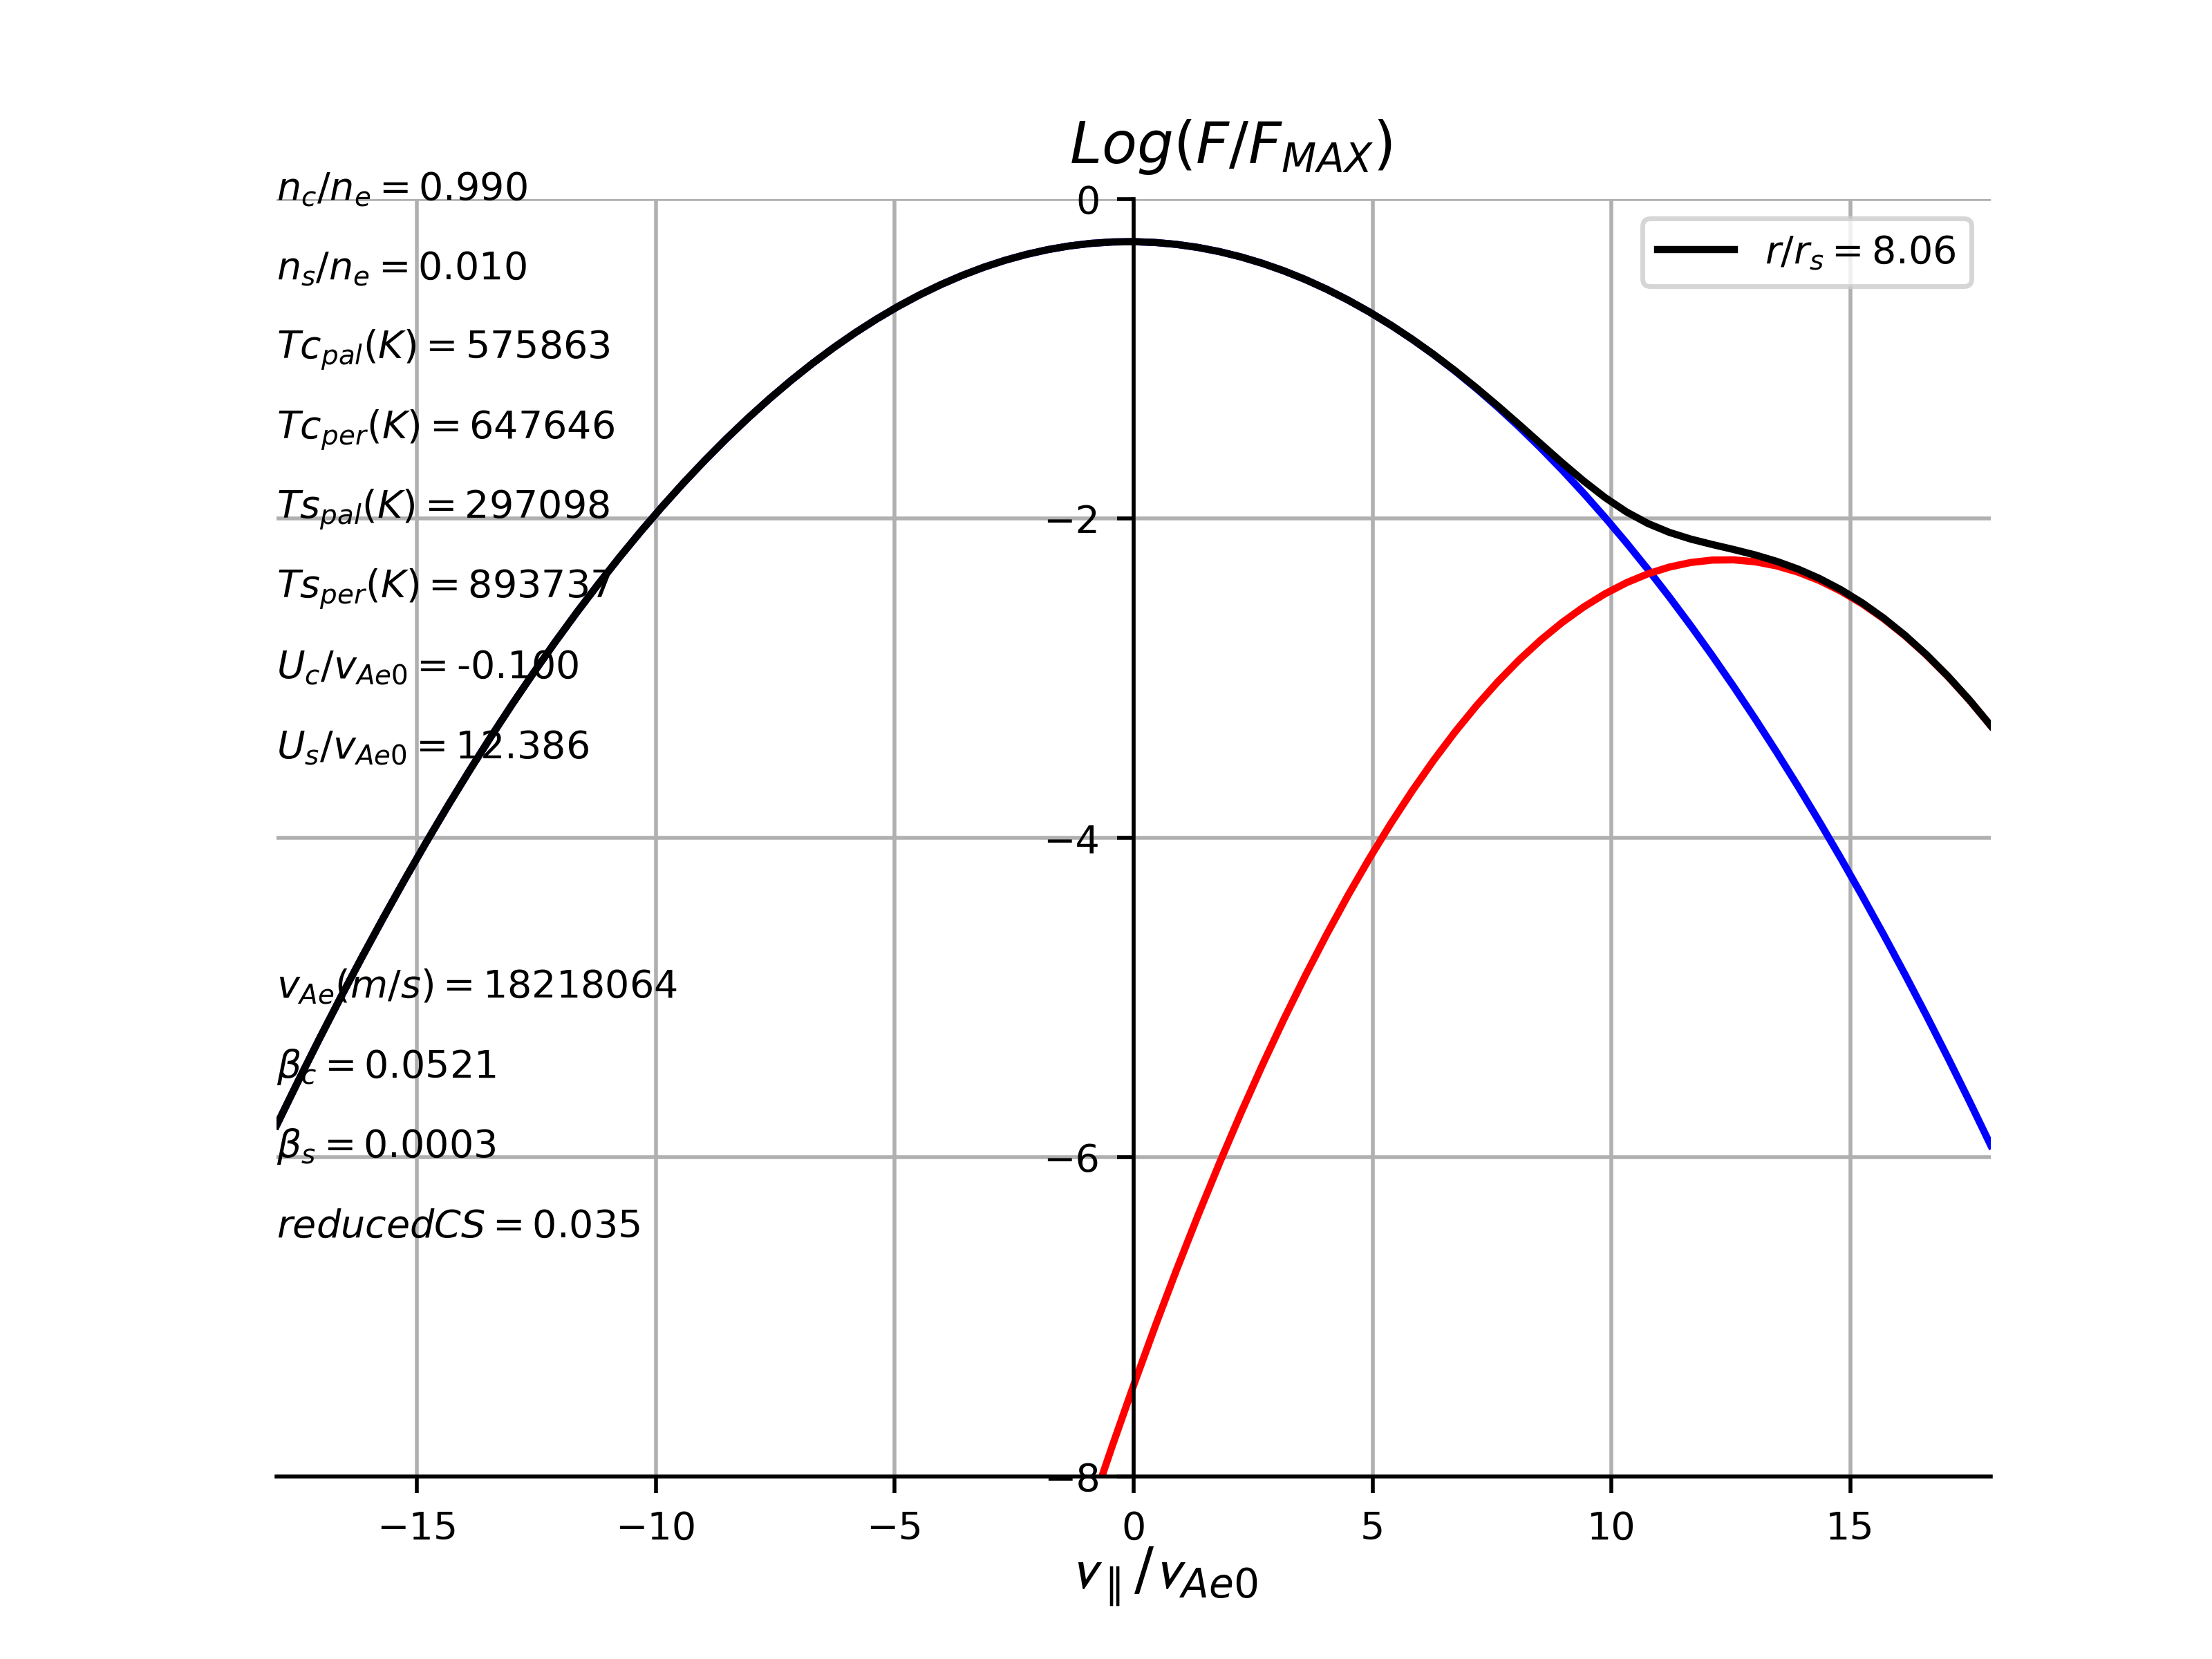 Log(F/F_MAX)
n_c/n_e = 0.990
n_s/n_e = 0.010
Tc_pal(K) = 575863
Tc_per(K) = 647646
Ts_pal(K) = 297098
Ts_per(K) = 893737
U_c/v_Ae0 = -0.100
U_s/v_Ae0 = 12.386
v_Ae(m/s) = 18218064
β_c = 0.0521
β_s = 0.0003
reducedCS = 0.035
r/r_s = 8.06
0
−2
−4
−6
−8
−15 −10 −5 0 5 10 15
v_∥/v_Ae0